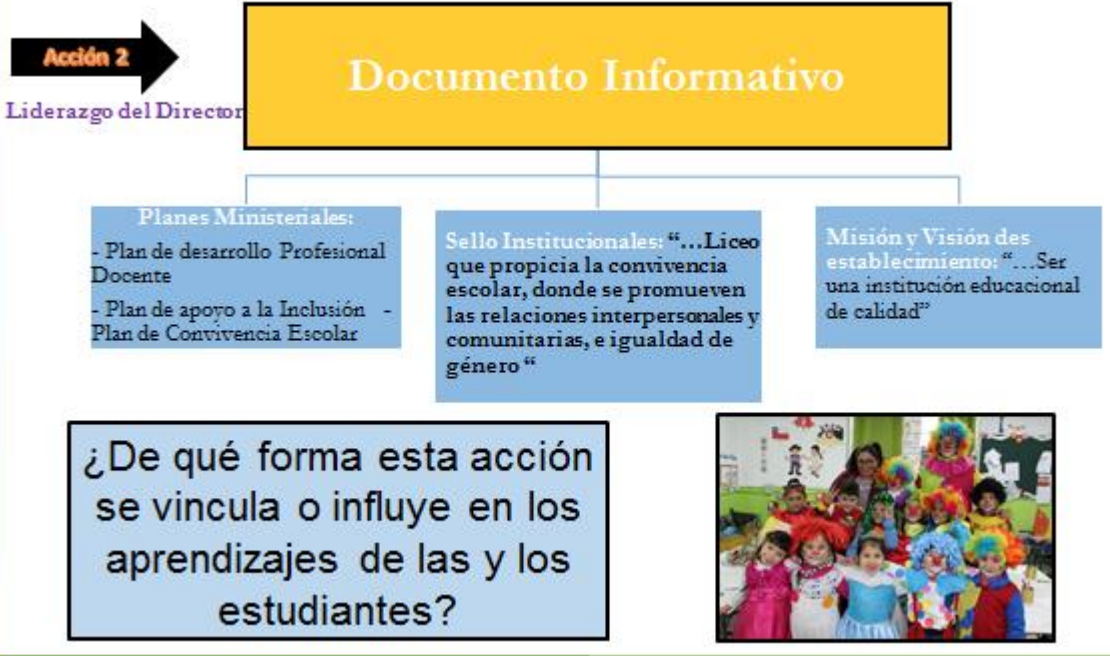 Acción 2
Liderazgo del Director
Documento Informativo
Planes Ministeriales:
- Plan de desarrollo Profesional
Docente
- Plan de apoyo a la Inclusión -
Plan de Convivencia Escolar
Sello Institucionales: “...Liceo
que propicia la convivencia
escolar, donde se promueven
las relaciones interpersonales y
comunitarias, e igualdad de
género “
Misión y Visión des
establecimiento: “...Ser
una institución educacional
de calidad”
¿De qué forma esta acción
se vincula o influye en los
aprendizajes de las y los
estudiantes?